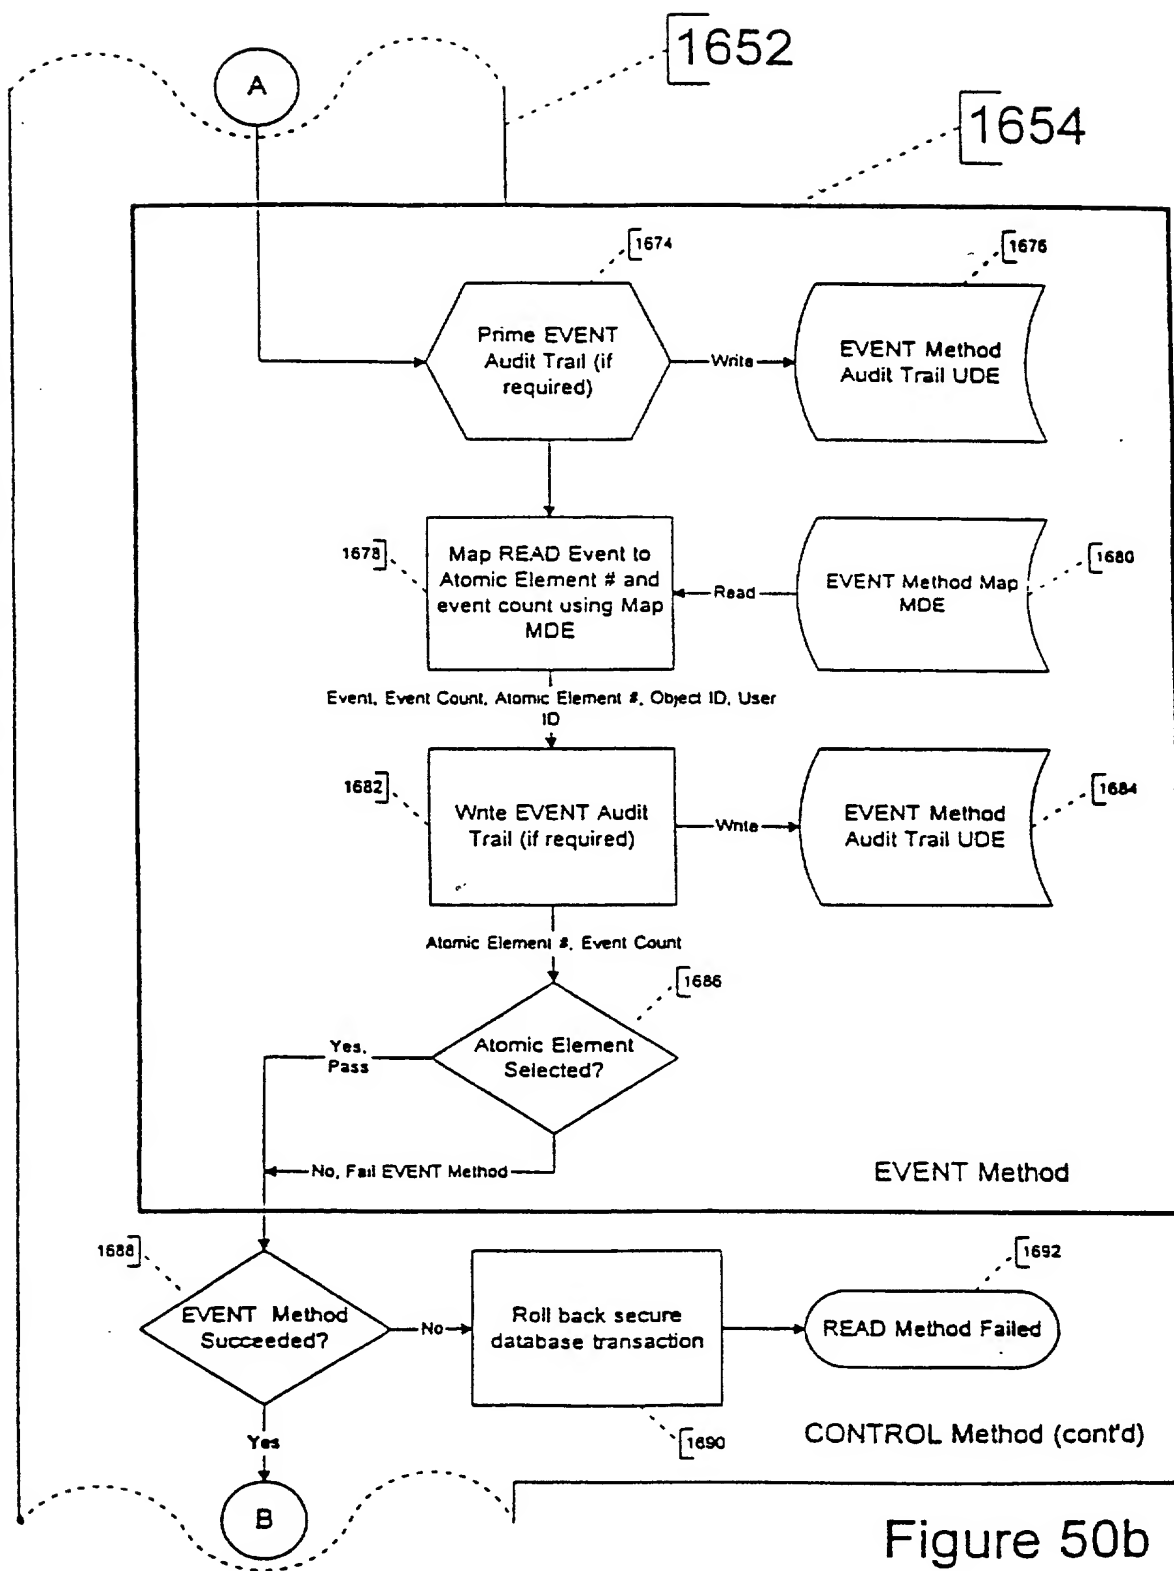 1652
A
1654
1674
1676
Prime EVENT
Audit Trail (if
required)
Write
EVENT Method
Audit Trail UDE
1678
Map READ Event to
Atomic Element # and
event count using Map
MDE
Read
EVENT Method Map
MDE
1680
Event, Event Count, Atomic Element #, Object ID, User
ID
1682
Write EVENT Audit
Trail (if required)
Write
EVENT Method
Audit Trail UDE
1684
Atomic Element #, Event Count
1686
Yes,
Pass
Atomic Element
Selected?
No, Fail EVENT Method
EVENT Method
1688
EVENT Method
Succeeded?
No
Roll back secure
database transaction
1692
READ Method Failed
Yes
1690
CONTROL Method (cont'd)
B
Figure 50b